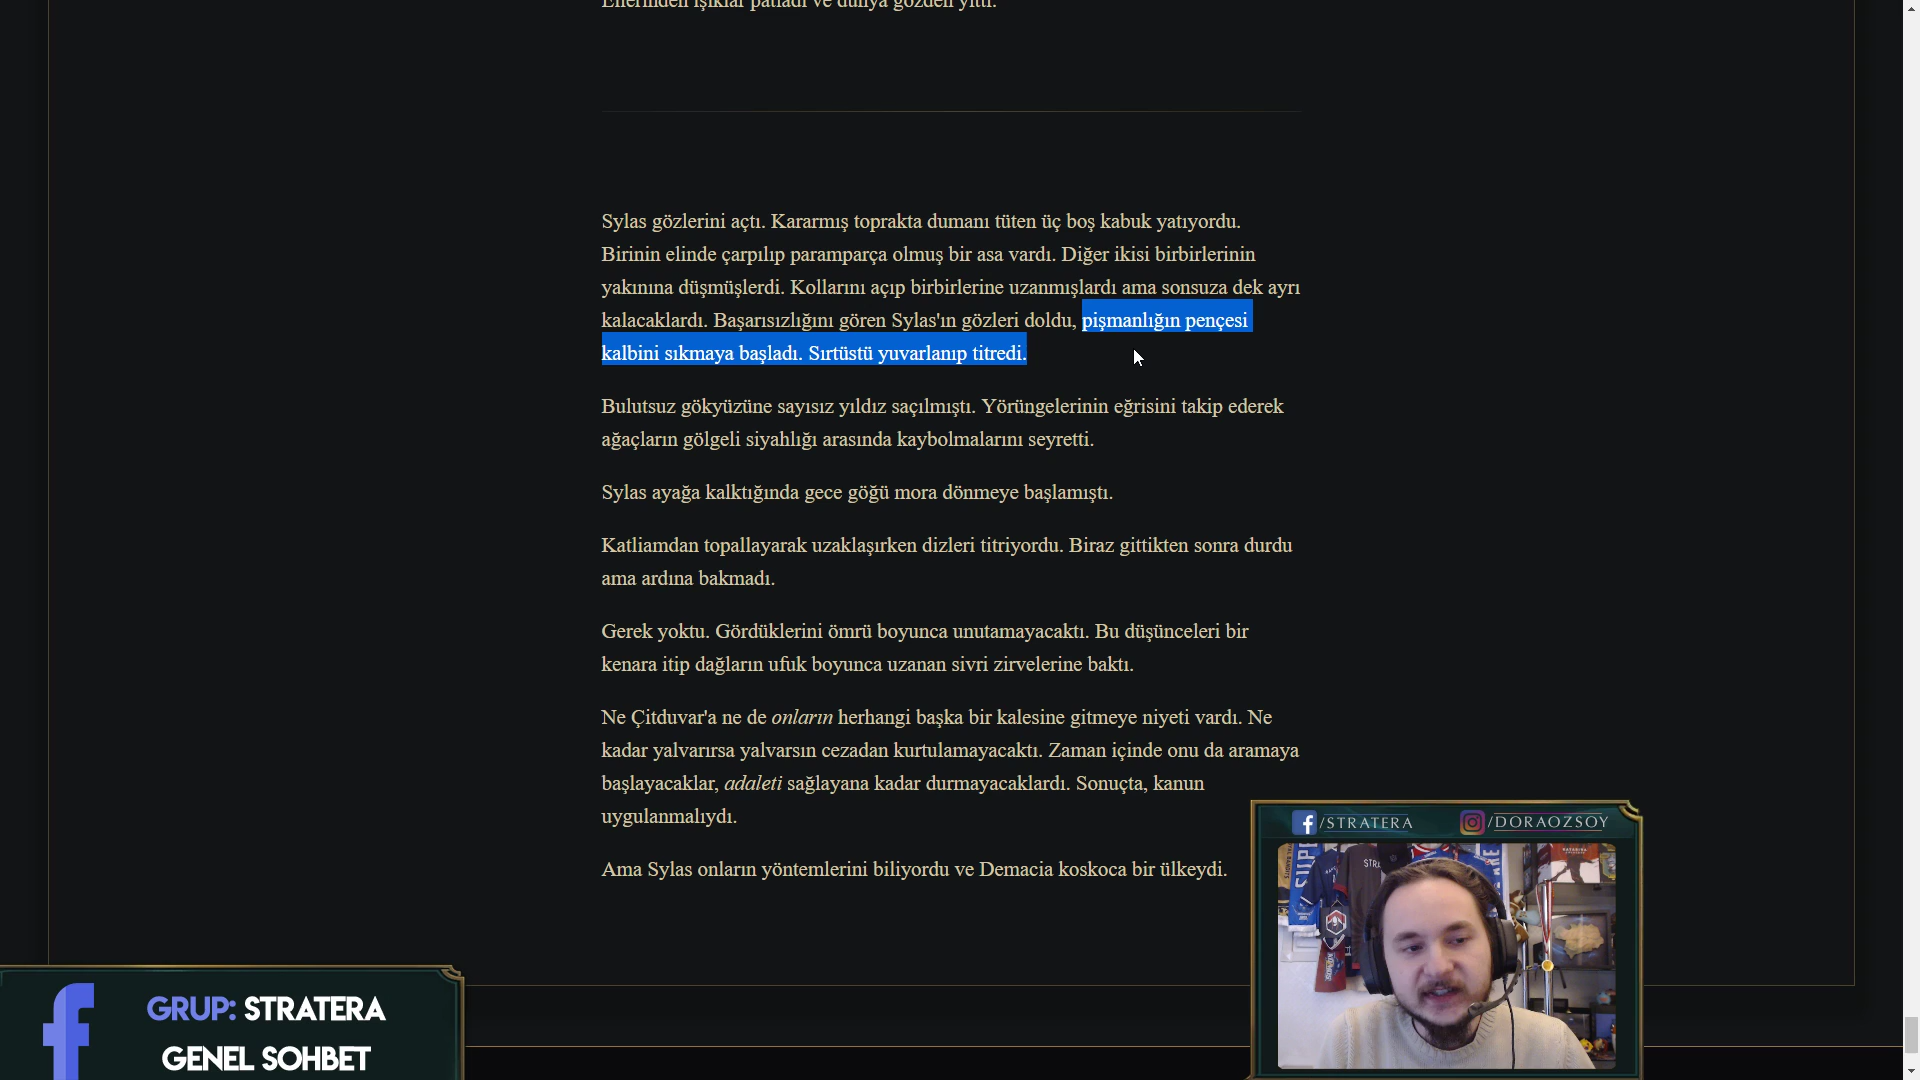 Ellerinden ışıklar patladı ve dünya gözden yitti.
Sylas gözlerini açtı. Kararmış toprakta dumanı tüten üç boş kabuk yatıyordu.
Birinin elinde çarpılıp paramparça olmuş bir asa vardı. Diğer ikisi birbirlerinin
yakınına düşmüşlerdi. Kollarını açıp birbirlerine uzanmışlardı ama sonsuza dek ayrı
kalacaklardı. Başarısızlığını gören Sylas'ın gözleri doldu, pişmanlığın pençesi
kalbini sıkmaya başladı. Sırtüstü yuvarlanıp titredi.
Bulutsuz gökyüzüne sayısız yıldız saçılmıştı. Yörüngelerinin eğrisini takip ederek
ağaçların gölgeli siyahlığı arasında kaybolmalarını seyretti.
Sylas ayağa kalktığında gece göğü mora dönmeye başlamıştı.
Katliamdan topallayarak uzaklaşırken dizleri titriyordu. Biraz gittikten sonra durdu
ama ardına bakmadı.
Gerek yoktu. Gördüklerini ömrü boyunca unutamayacaktı. Bu düşünceleri bir
kenara itip dağların ufuk boyunca uzanan sivri zirvelerine baktı.
Ne Çitduvar'a ne de onların herhangi başka bir kalesine gitmeye niyeti vardı. Ne
kadar yalvarırsa yalvarsın cezadan kurtulamayacaktı. Zaman içinde onu da aramaya
başlayacaklar, adaleti sağlayana kadar durmayacaklardı. Sonuçta, kanun
uygulanmalıydı.
Ama Sylas onların yöntemlerini biliyordu ve Demacia koskoca bir ülkeydi.
/STRATERA
/DORAOZSOY
GRUP: STRATERA
GENEL SOHBET